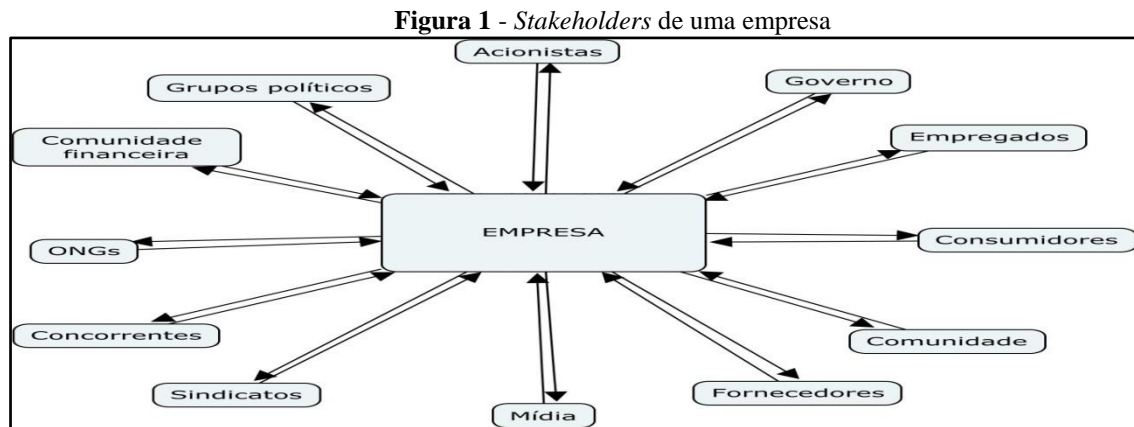 Figura 1 - Stakeholders de uma empresa
Acionistas
Grupos políticos
Governo
Comunidade
financeira
Empregados
EMPRESA
ONGs
Consumidores
Concorrentes
Comunidade
Sindicatos
Mídia
Fornecedores